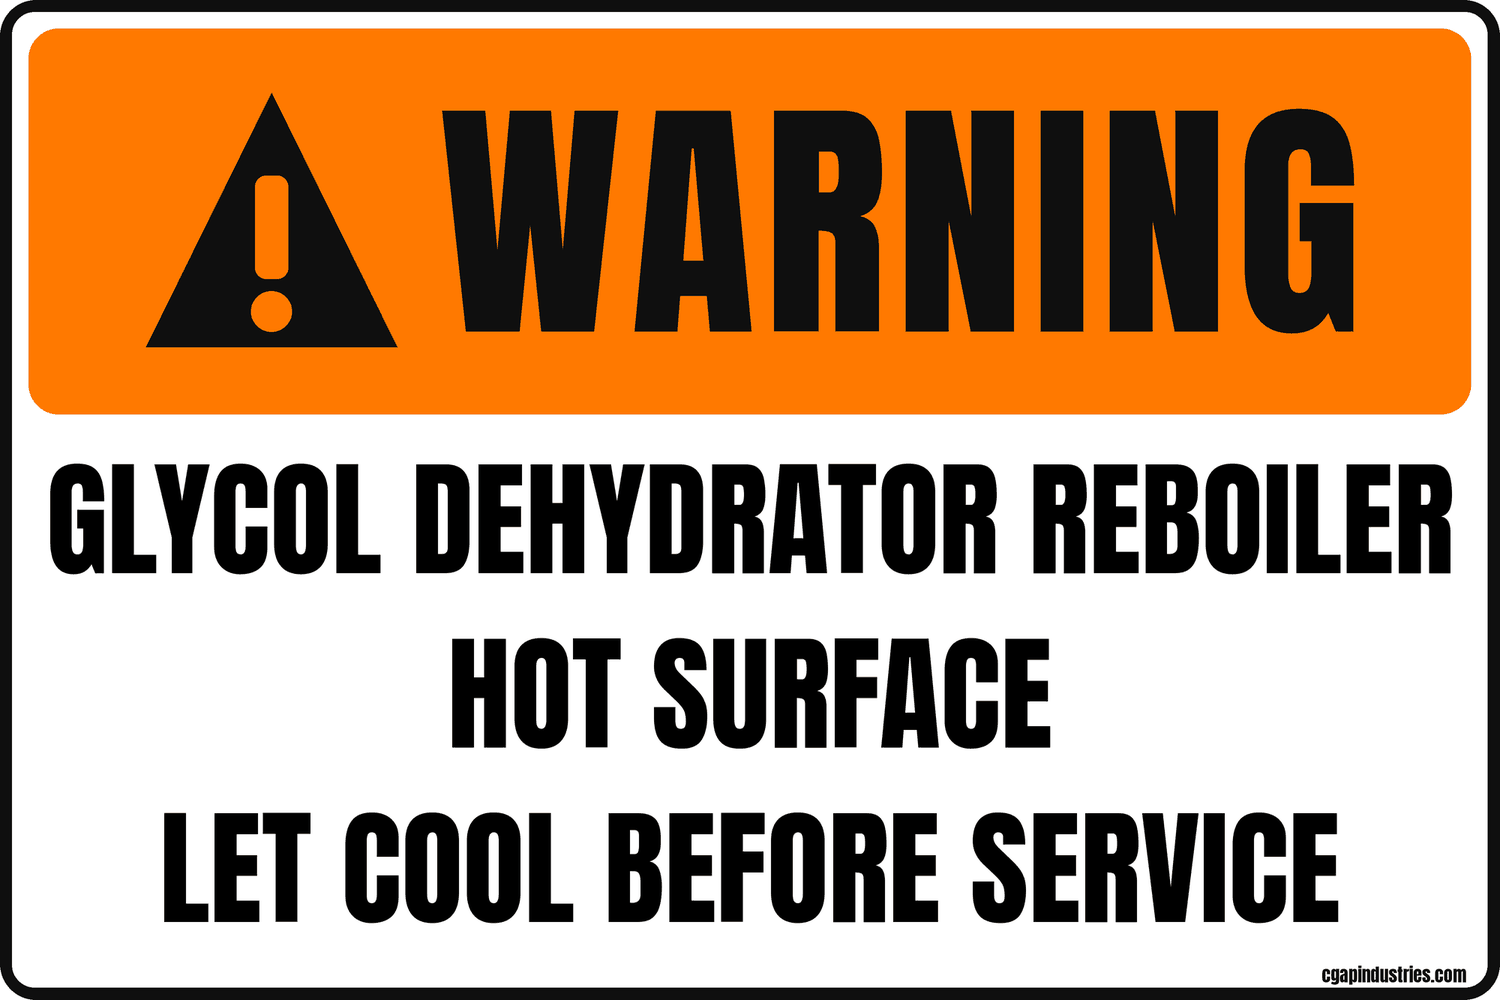 WARNING
GLYCOL DEHYDRATOR REBOILER
HOT SURFACE
LET COOL BEFORE SERVICE
cgapindustries.com